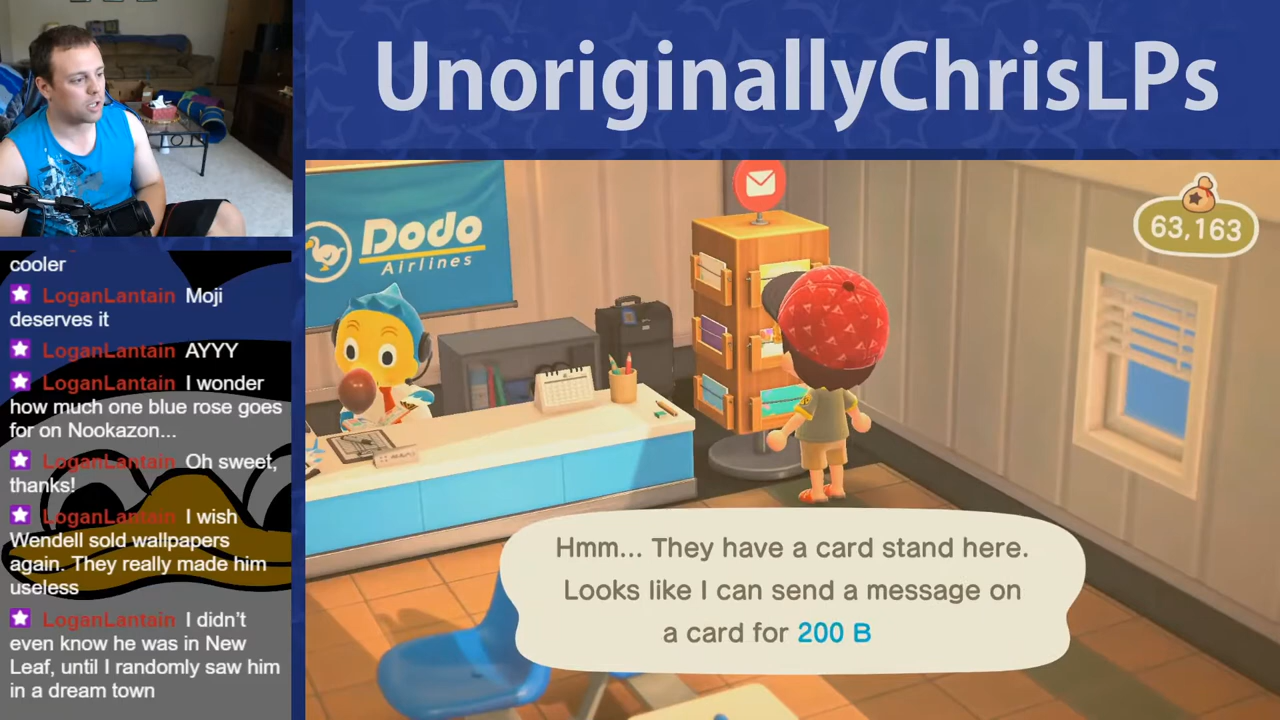 UnoriginallyChrisLPs
Dodo
Airlines
63,163
cooler
LoganLantain Moji
deserves it
LoganLantain AYYY
LoganLantain I wonder
how much one blue rose goes
for on Nookazon...
LoganLantain Oh sweet,
thanks!
LoganLantain I wish
Wendell sold wallpapers
again. They really made him
useless
LoganLantain I didn't
even know he was in New
Leaf, until I randomly saw him
in a dream town
Hmm... They have a card stand here.
Looks like I can send a message on
a card for 200 B